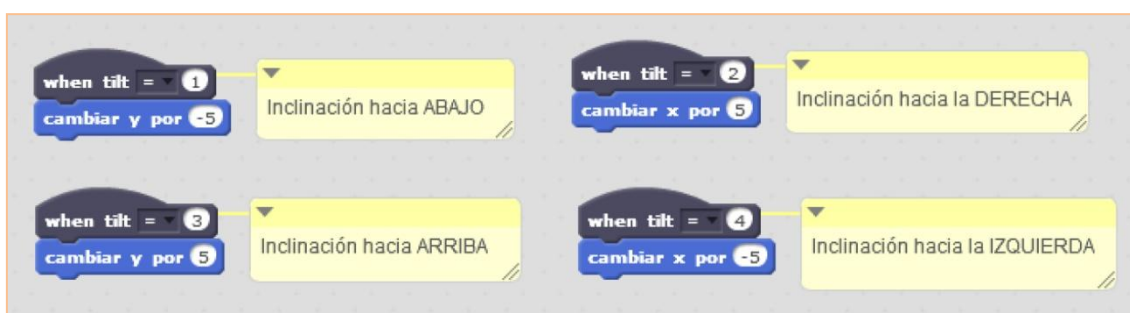 when tilt = 1
cambiar y por -5
Inclinación hacia ABAJO
when tilt = 2
cambiar x por 5
Inclinación hacia la DERECHA
when tilt = 3
cambiar y por 5
Inclinación hacia ARRIBA
when tilt = 4
cambiar x por -5
Inclinación hacia la IZQUIERDA